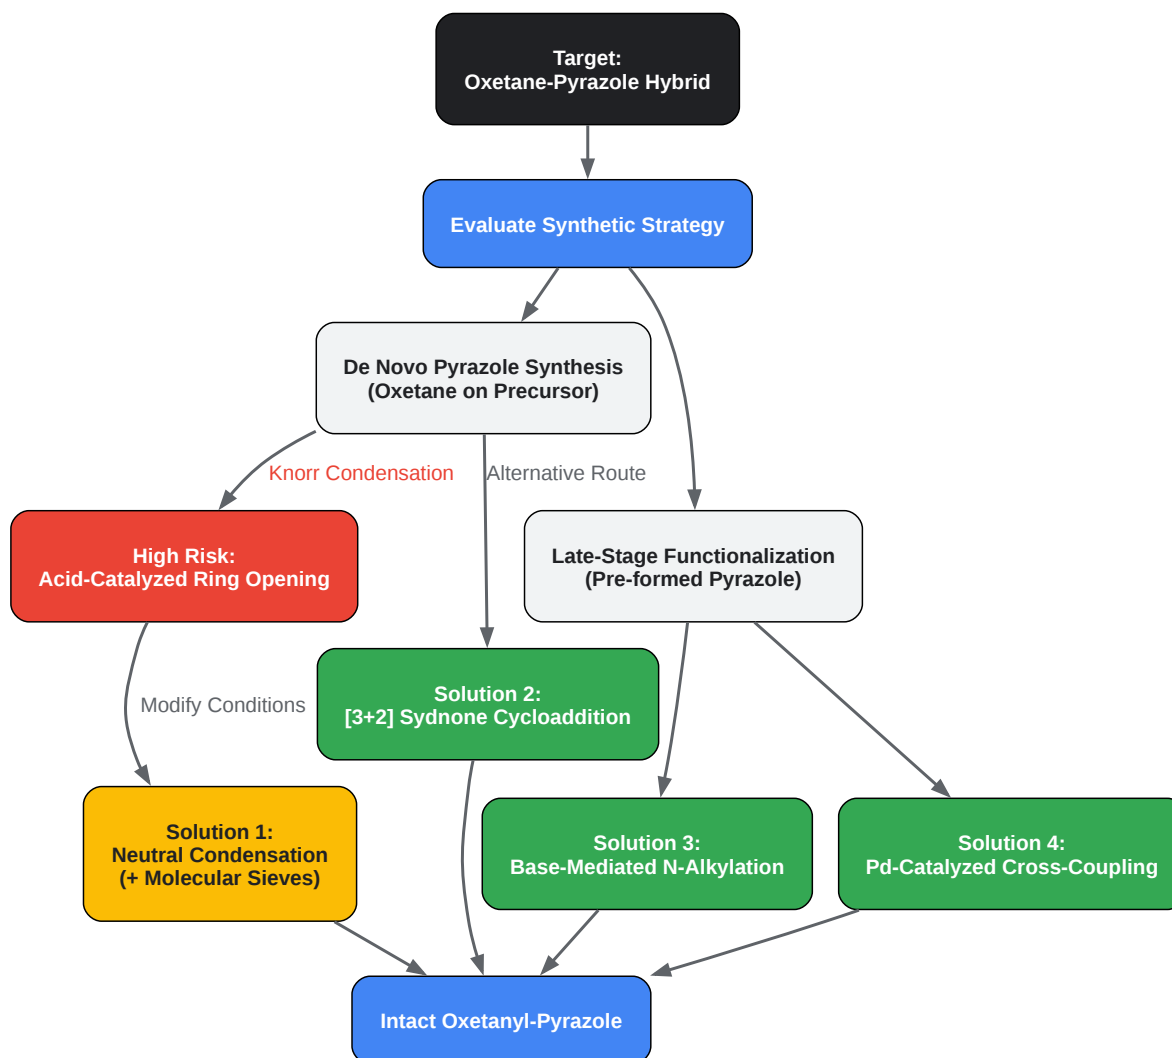 Target:
Oxetane-Pyrazole Hybrid
Evaluate Synthetic Strategy
De Novo Pyrazole Synthesis
(Oxetane on Precursor)
Knorr Condensation
Alternative Route
High Risk:
Acid-Catalyzed Ring Opening
Late-Stage Functionalization
(Pre-formed Pyrazole)
Modify Conditions
Solution 2:
[3+2] Sydnone Cycloaddition
Solution 1:
Neutral Condensation
(+ Molecular Sieves)
Solution 3:
Base-Mediated N-Alkylation
Solution 4:
Pd-Catalyzed Cross-Coupling
Intact Oxetanyl-Pyrazole